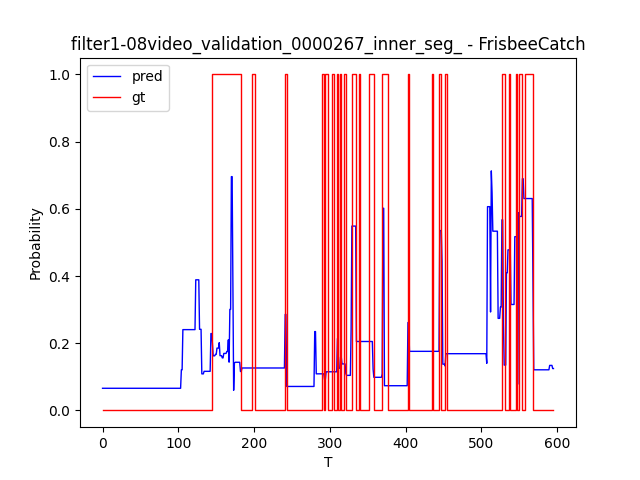 filter1-08video_validation_0000267_inner_seg_ - FrisbeeCatch
pred
gt
1.0
0.8
0.6
0.4
0.2
0.0
Probability
0 100 200 300 400 500 600
T